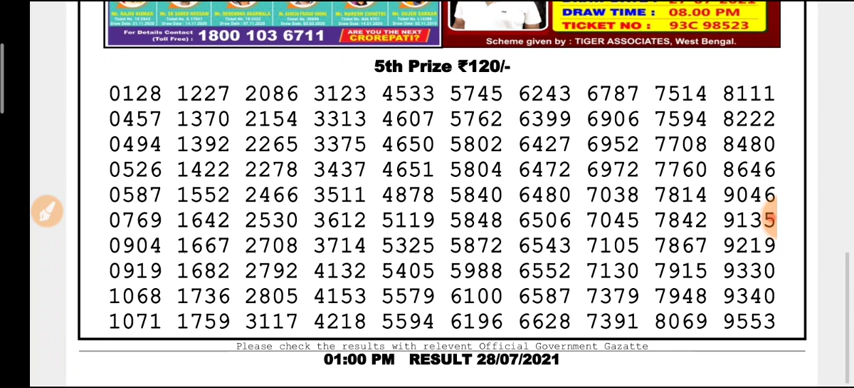 DRAW TIME : 08.00 PM
TICKET NO : 93C 98523
For Details Contact
(Toll Free) : 1800 103 6711
ARE YOU THE NEXT
CROREPATI?
Scheme given by : TIGER ASSOCIATES, West Bengal.
5th Prize ₹120/-
0128 1227 2086 3123 4533 5745 6243 6787 7514 8111
0457 1370 2154 3313 4607 5762 6399 6906 7594 8222
0494 1392 2265 3375 4650 5802 6427 6952 7708 8480
0526 1422 2278 3437 4651 5804 6472 6972 7760 8646
0587 1552 2466 3511 4878 5840 6480 7038 7814 9046
0769 1642 2530 3612 5119 5848 6506 7045 7842 9135
0904 1667 2708 3714 5325 5872 6543 7105 7867 9219
0919 1682 2792 4132 5405 5988 6552 7130 7915 9330
1068 1736 2805 4153 5579 6100 6587 7379 7948 9340
1071 1759 3117 4218 5594 6196 6628 7391 8069 9553
Please check the results with relevent Official Government Gazatte
01:00 PM RESULT 28/07/2021